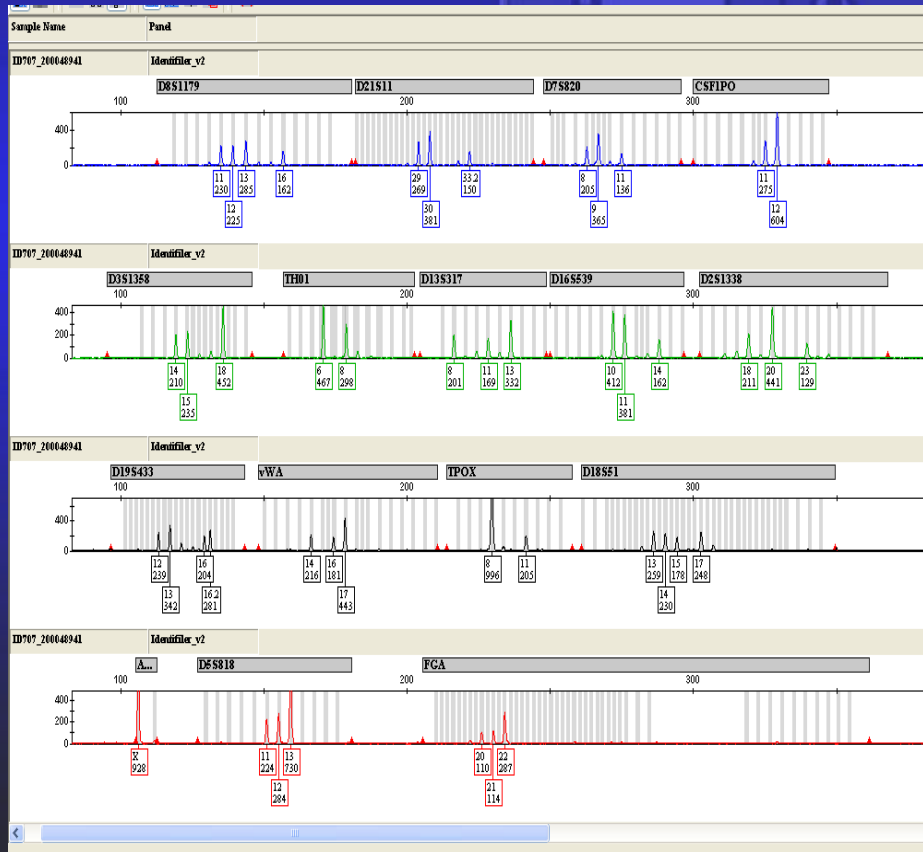 Sample Name Panel
ID707_200048941 Identifiler_v2
D8S1179 D21S11 D7S820 CSF1PO
100 200 300
400
0
11 13 16 29 33.2 8 11 11
230 285 162 269 150 205 136 275
12 30 9 12
225 381 365 604
ID707_200048941 Identifiler_v2
D3S1358 TH01 D13S317 D16S539 D2S1338
100 200 300
400
200
0
14 18 6 8 8 11 13 10 14 18 20 23
210 452 467 298 201 169 332 412 162 211 441 129
15 11
235 381
ID707_200048941 Identifiler_v2
D19S433 vWA TPOX D18S51
100 200 300
400
0
12 16 14 16 8 11 13 15 17
239 204 216 181 996 205 259 178 248
13 16.2 17 14
342 281 443 230
ID707_200048941 Identifiler_v2
A... D5S818 FGA
100 200 300
400
200
0
X 11 13 20 22
928 224 730 110 287
12 21
284 114